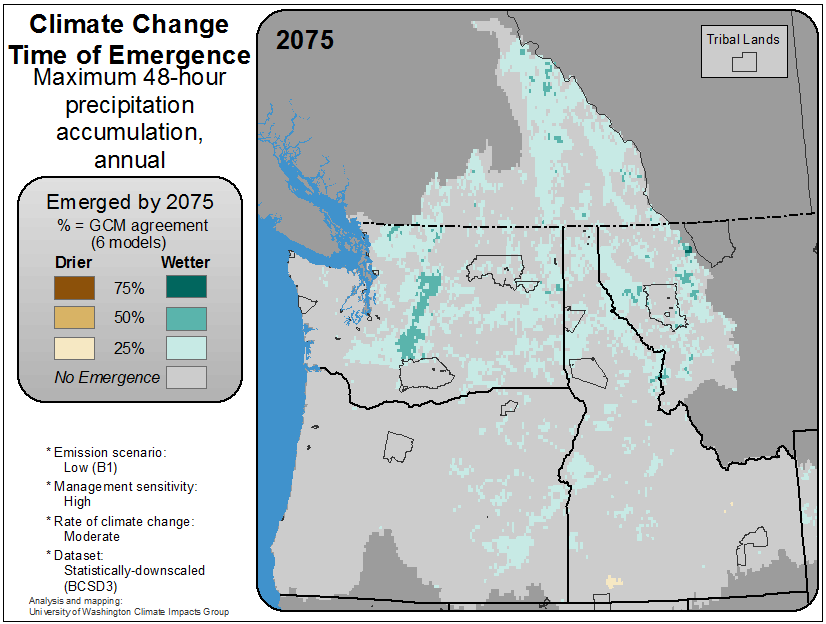 Climate Change
Time of Emergence
Maximum 48-hour
precipitation
accumulation,
annual
Emerged by 2075
% = GCM agreement
(6 models)
Drier Wetter
75%
50%
25%
No Emergence
* Emission scenario:
Low (B1)
* Management sensitivity:
High
* Rate of climate change:
Moderate
* Dataset:
Statistically-downscaled
(BCSD3)
Analysis and mapping:
University of Washington Climate Impacts Group
2075
Tribal Lands